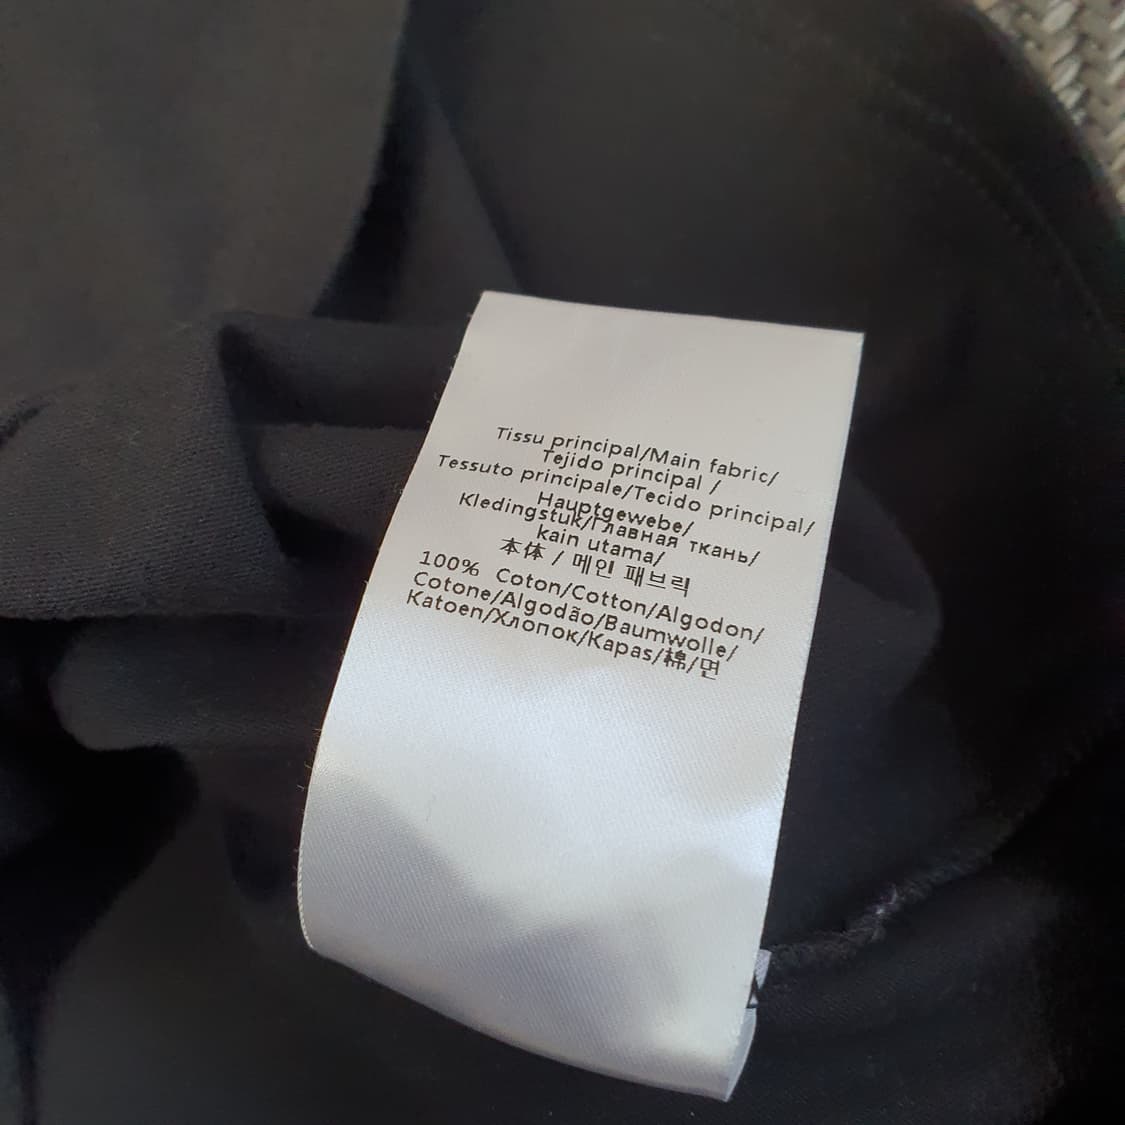 Tissu principal/Main fabric/
Tejido principal /
Tessuto principale/Tecido principal/
Hauptgewebe/
Kledingstuk/Главная ткань/
kain utama/
本体 / 메인 패브릭
100% Coton/Cotton/Algodon/
Cotone/Algodão/Baumwolle/
Katoen/Хлопок/Kapas/棉/면